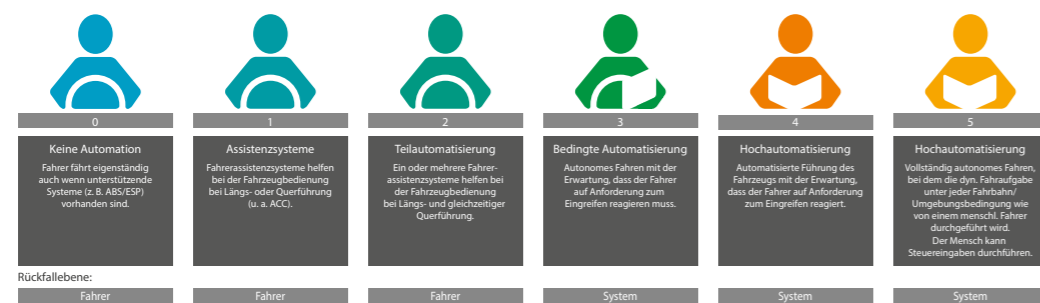 0
1
2
3
4
5
Keine Automation
Fahrer fährt eigenständig
auch wenn unterstützende
Systeme (z. B. ABS/ESP)
vorhanden sind.
Assistenzsysteme
Fahrerassistenzsysteme helfen
bei der Fahrzeugbedienung
bei Längs- oder Querführung
(u. a. ACC).
Teilautomatisierung
Ein oder mehrere Fahrer-
assistenzsysteme helfen bei
der Fahrzeugbedienung
bei Längs- und gleichzeitiger
Querführung.
Bedingte Automatisierung
Autonomes Fahren mit der
Erwartung, dass der Fahrer
auf Anforderung zum
Eingreifen reagieren muss.
Hochautomatisierung
Automatisierte Führung des
Fahrzeugs mit der Erwartung,
dass der Fahrer auf Anforderung
zum Eingreifen reagiert.
Hochautomatisierung
Vollständig autonomes Fahren,
bei dem die dyn. Fahraufgabe
unter jeder Fahrbahn/
Umgebungsbedingung wie
von einem menschl. Fahrer
durchgeführt wird.
Der Mensch kann
Steuereingaben durchführen.
Rückfallebene:
Fahrer
Fahrer
Fahrer
System
System
System